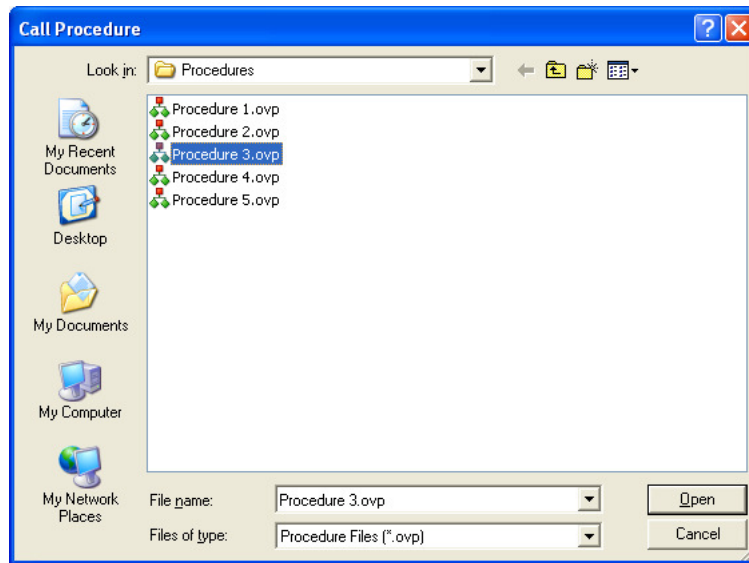 Call Procedure
Look in: Procedures
Procedure 1.ovp
Procedure 2.ovp
Procedure 3.ovp
Procedure 4.ovp
Procedure 5.ovp
My Recent
Documents
Desktop
My Documents
My Computer
My Network
Places
File name: Procedure 3.ovp Open
Files of type: Procedure Files (*.ovp) Cancel